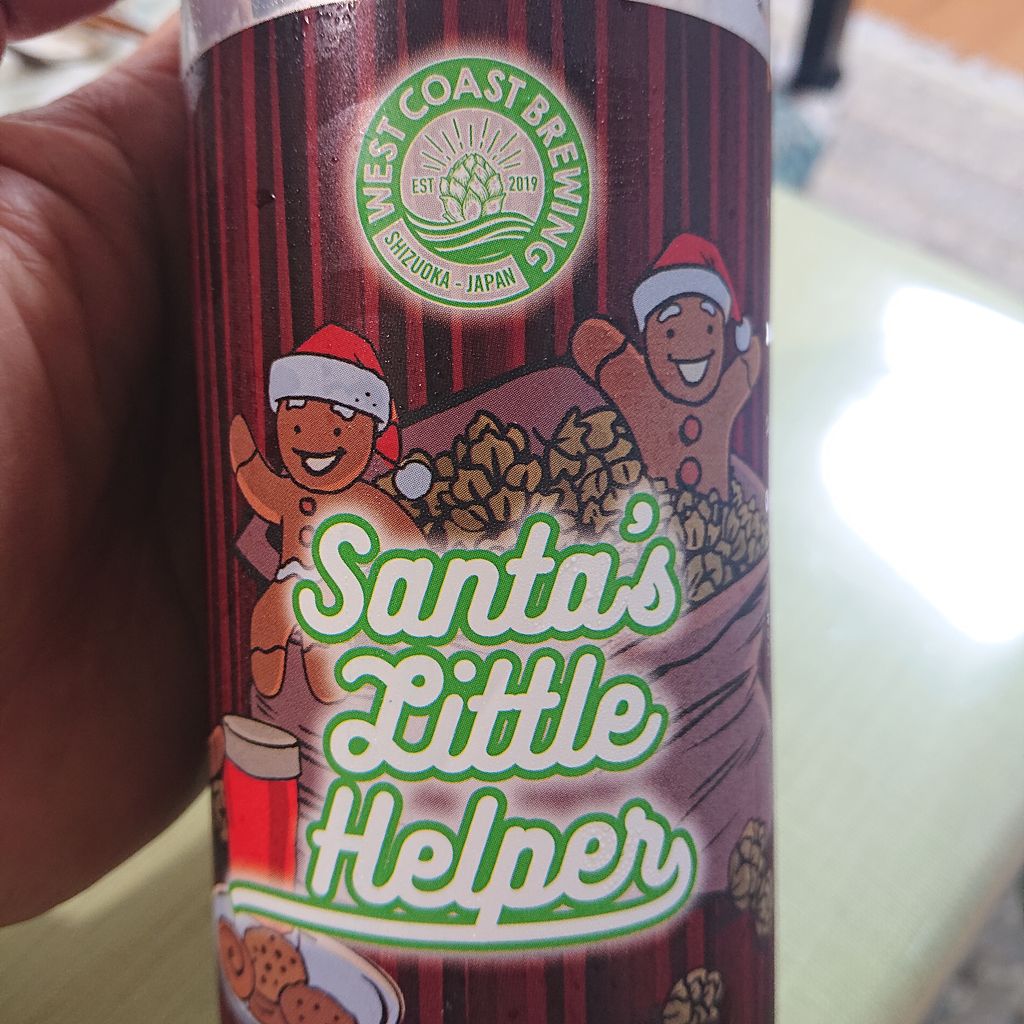 WEST COAST BREWING
EST 2019
SHIZUOKA - JAPAN
Santa's
Little
Helper